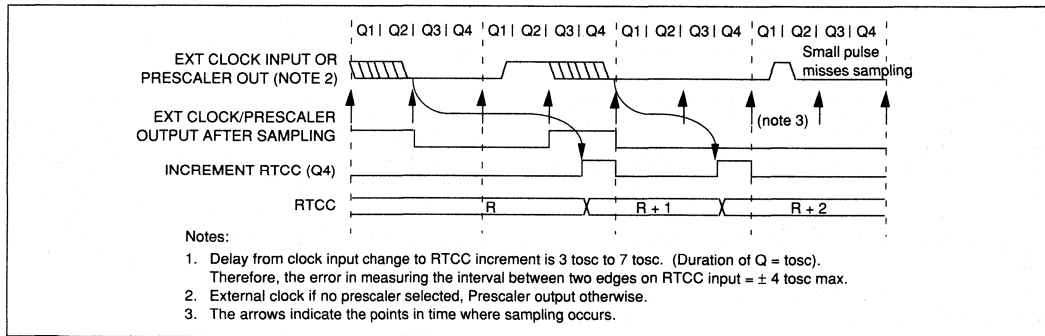 Q1 | Q2 | Q3 | Q4 Q1 | Q2 | Q3 | Q4 Q1 | Q2 | Q3 | Q4 Q1 | Q2 | Q3 | Q4
EXT CLOCK INPUT OR
PRESCALER OUT (NOTE 2)
Small pulse
misses sampling
(note 3)
EXT CLOCK/PRESCALER
OUTPUT AFTER SAMPLING
INCREMENT RTCC (Q4)
RTCC R R + 1 R + 2
Notes:
1. Delay from clock input change to RTCC increment is 3 tosc to 7 tosc. (Duration of Q = tosc).
Therefore, the error in measuring the interval between two edges on RTCC input = ± 4 tosc max.
2. External clock if no prescaler selected, Prescaler output otherwise.
3. The arrows indicate the points in time where sampling occurs.